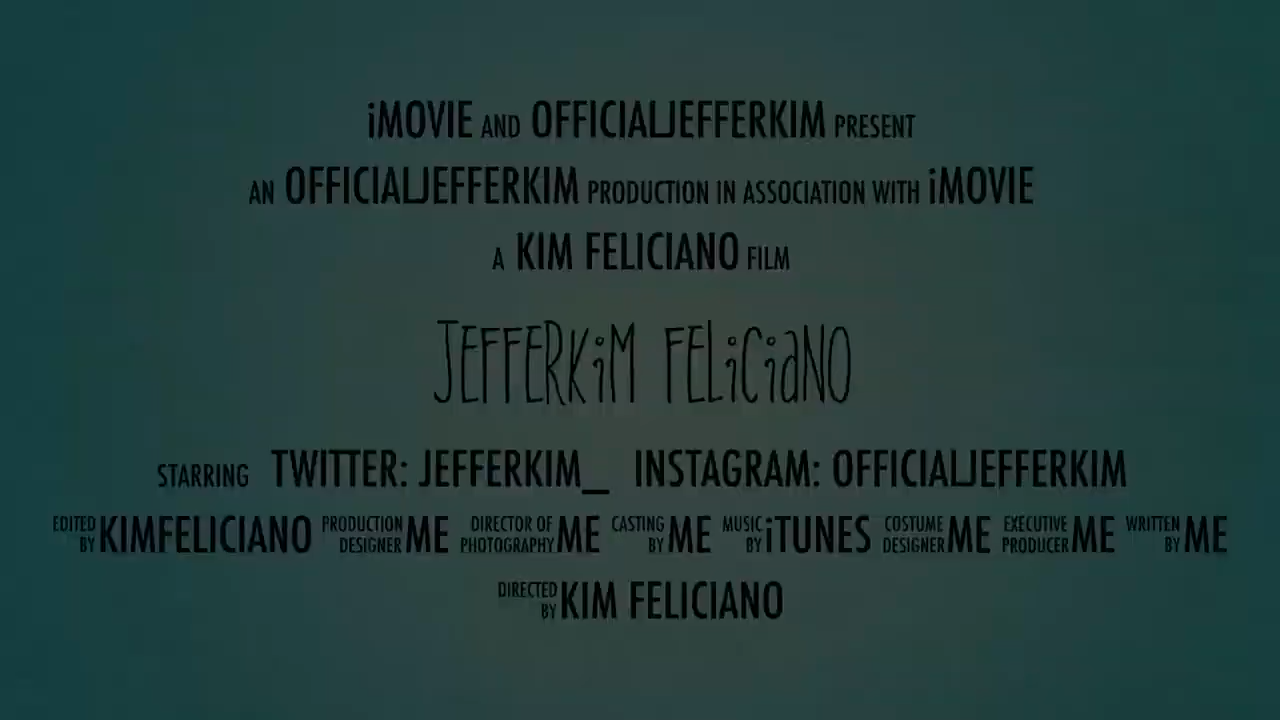 iMOVIE AND OFFICIALJEFFERKIM PRESENT
AN OFFICIALJEFFERKIM PRODUCTION IN ASSOCIATION WITH iMOVIE
A KIM FELICIANO FILM
JEFFERKiM FELiCiaNO
STARRING TWITTER: JEFFERKIM_ INSTAGRAM: OFFICIALJEFFERKIM
EDITED BY KIMFELICIANO PRODUCTION DESIGNER ME DIRECTOR OF PHOTOGRAPHY ME CASTING BY ME MUSIC BY iTUNES COSTUME DESIGNER ME EXECUTIVE PRODUCER ME WRITTEN BY ME
DIRECTED BY KIM FELICIANO